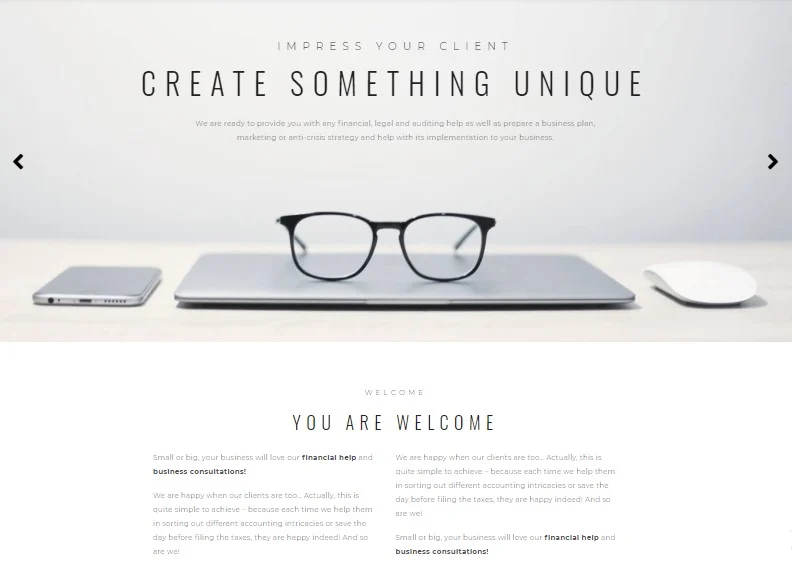 IMPRESS YOUR CLIENT
CREATE SOMETHING UNIQUE
We are ready to provide you with any financial, legal and auditing help as well as prepare a business plan,
marketing or anti-crisis strategy and help with its implementation to your business.
WELCOME
YOU ARE WELCOME
Small or big, your business will love our financial help and
business consultations!
We are happy when our clients are too... Actually, this is
quite simple to achieve – because each time we help them
in sorting out different accounting intricacies or save the
day before filing the taxes, they are happy indeed! And so
are we!
We are happy when our clients are too... Actually, this is
quite simple to achieve – because each time we help them
in sorting out different accounting intricacies or save the
day before filing the taxes, they are happy indeed! And so
are we!
Small or big, your business will love our financial help and
business consultations!